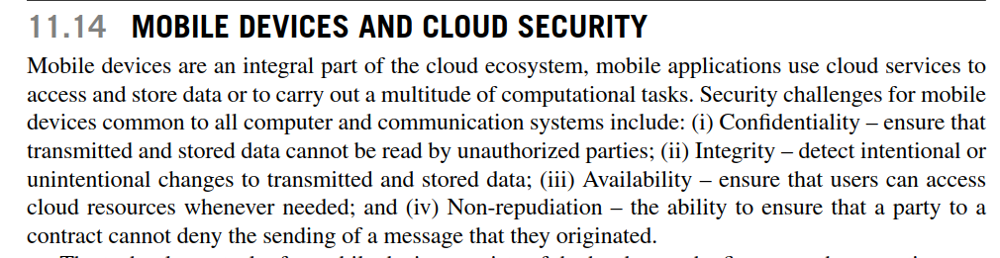 11.14 MOBILE DEVICES AND CLOUD SECURITY
Mobile devices are an integral part of the cloud ecosystem, mobile applications use cloud services to
access and store data or to carry out a multitude of computational tasks. Security challenges for mobile
devices common to all computer and communication systems include: (i) Confidentiality – ensure that
transmitted and stored data cannot be read by unauthorized parties; (ii) Integrity – detect intentional or
unintentional changes to transmitted and stored data; (iii) Availability – ensure that users can access
cloud resources whenever needed; and (iv) Non-repudiation – the ability to ensure that a party to a
contract cannot deny the sending of a message that they originated.